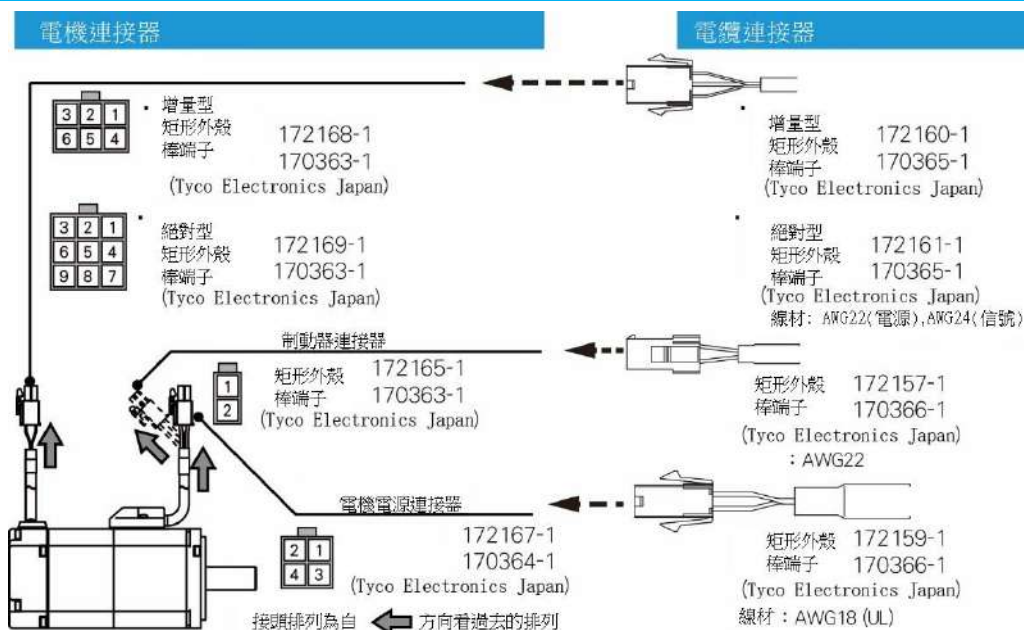 電機連接器
電纜連接器
3 2 1
6 5 4
增量型
矩形外殼 172168-1
棒端子 170363-1
(Tyco Electronics Japan)
3 2 1
6 5 4
9 8 7
絕對型
矩形外殼 172169-1
棒端子 170363-1
(Tyco Electronics Japan)
增量型
矩形外殼 172160-1
棒端子 170365-1
(Tyco Electronics Japan)
絕對型
矩形外殼 172161-1
棒端子 170365-1
(Tyco Electronics Japan)
線材: AWG22(電源),AWG24(信號)
制動器連接器
1
2
矩形外殼 172165-1
棒端子 170363-1
(Tyco Electronics Japan)
矩形外殼 172157-1
棒端子 170366-1
(Tyco Electronics Japan)
：AWG22
電機電源連接器
2 1
4 3
172167-1
170364-1
(Tyco Electronics Japan)
矩形外殼 172159-1
棒端子 170366-1
(Tyco Electronics Japan)
線材：AWG18 (UL)
接頭排列為自 方向看過去的排列